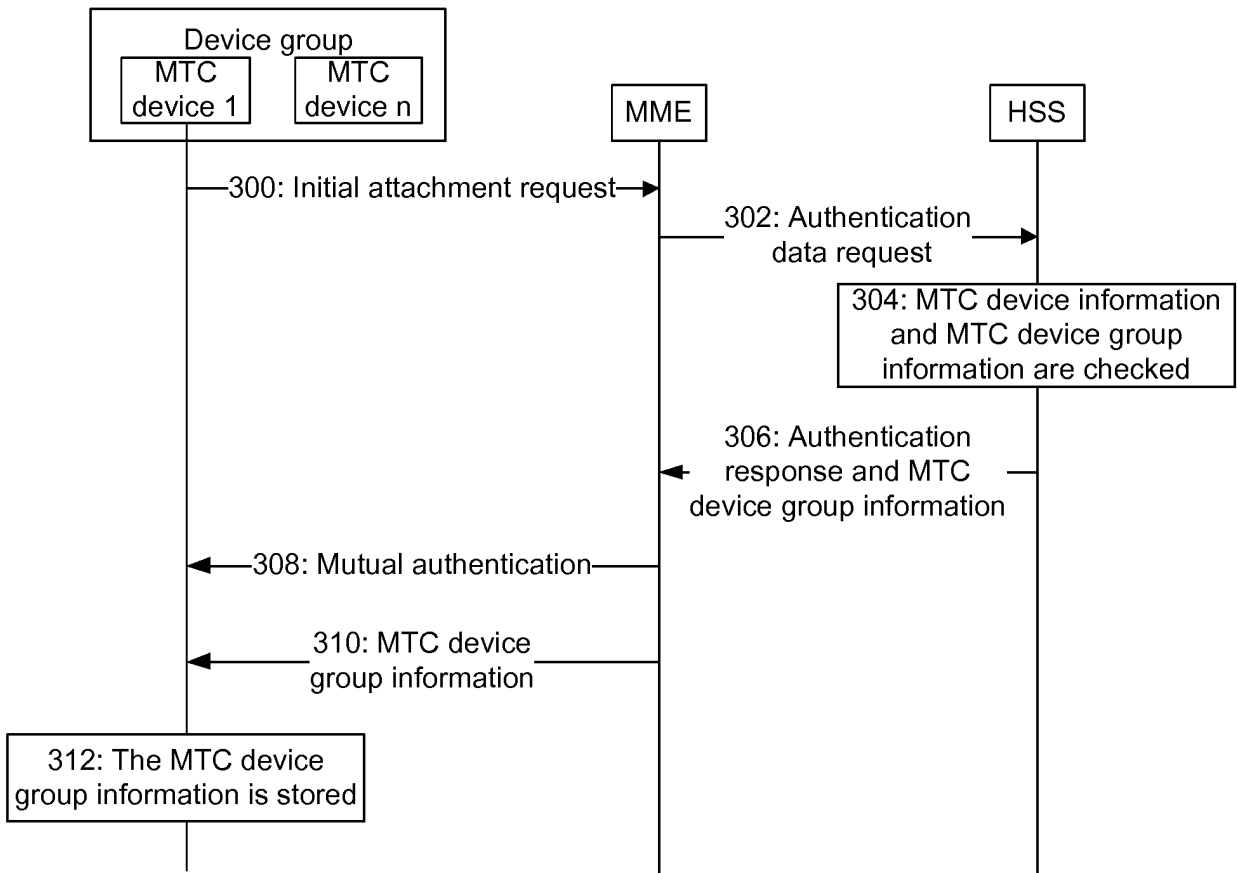 Device group
MTC
device 1
MTC
device n
MME
HSS
300: Initial attachment request
302: Authentication
data request
304: MTC device information
and MTC device group
information are checked
306: Authentication
response and MTC
device group information
308: Mutual authentication
310: MTC device
group information
312: The MTC device
group information is stored